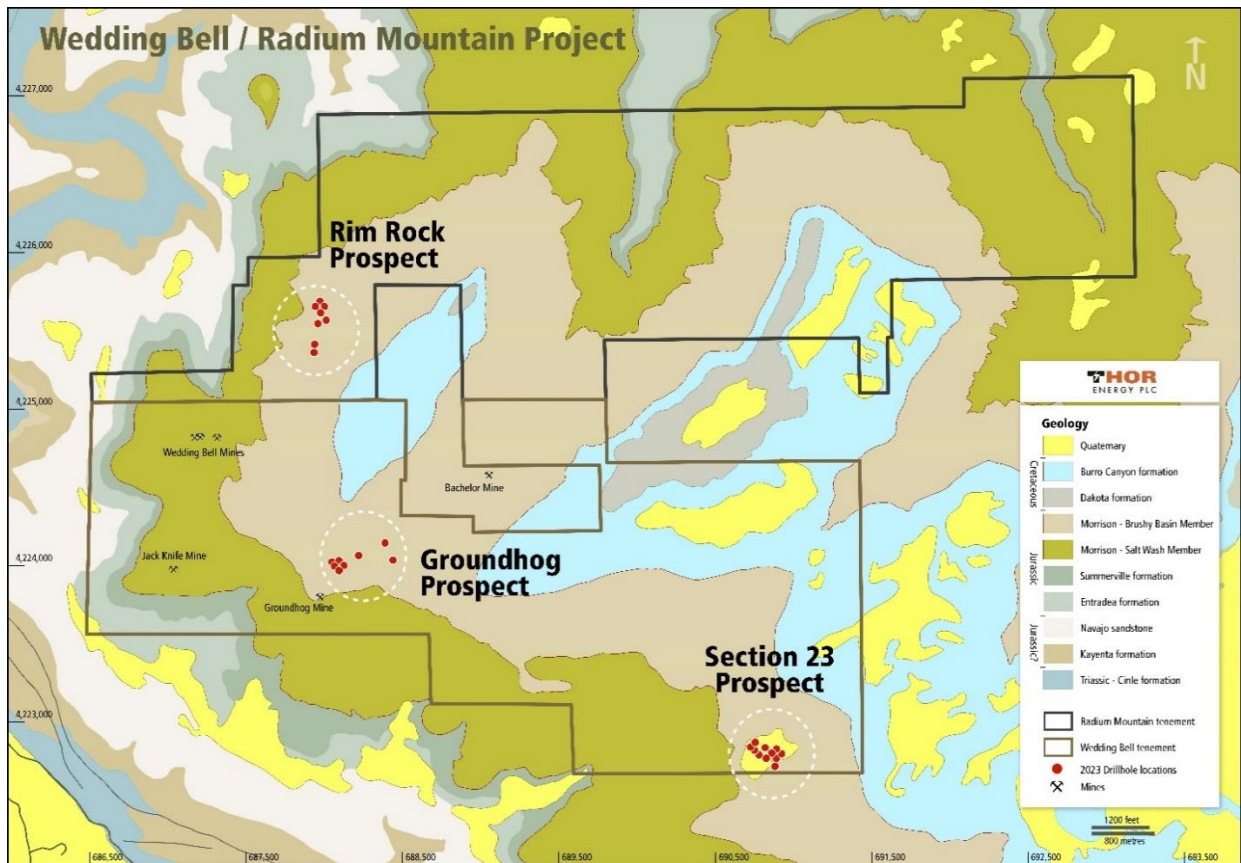 Wedding Bell / Radium Mountain Project
N
4,227,000
4,226,000
4,225,000
4,224,000
4,223,000
Rim Rock
Prospect
Wedding Bell Mines
Bachelor Mine
Jack Knife Mine
Groundhog
Prospect
Groundhog Mine
Section 23
Prospect
THOR
ENERGY PLC
Geology
Quaternary
Cretaceous
Burro Canyon formation
Dakota formation
Jurassic
Morrison - Brushy Basin Member
Morrison - Salt Wash Member
Summerville formation
Entradea formation
Jurassic?
Navajo sandstone
Kayenta formation
Triassic - Cinle formation
Radium Mountain tenement
Wedding Bell tenement
2023 Drillhole locations
Mines
1200 feet
800 metres
686,500
687,500
688,500
689,500
690,500
691,500
692,500
693,500